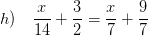 h) x/14 + 3/2 = x/7 + 9/7